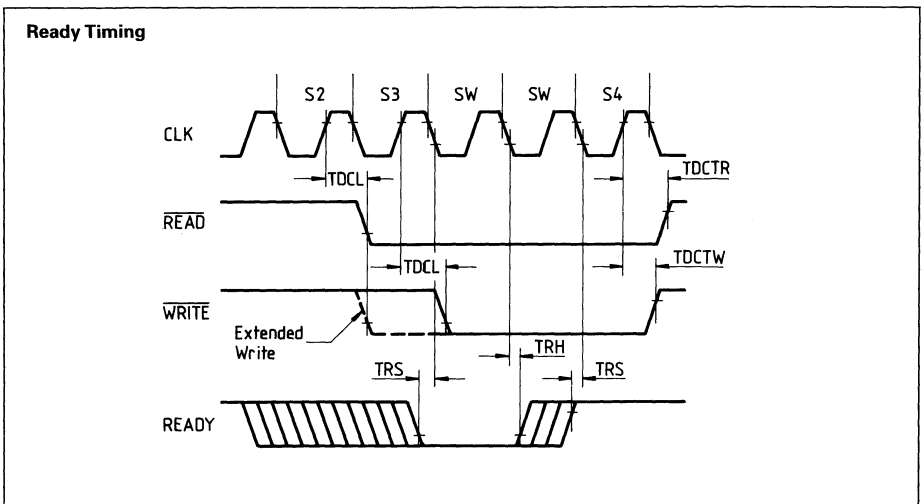 Ready Timing
S2 S3 SW SW S4
CLK
TDCL TDCTR
READ
TDCL TDCTW
WRITE
Extended
Write
TRH
TRS TRS
READY